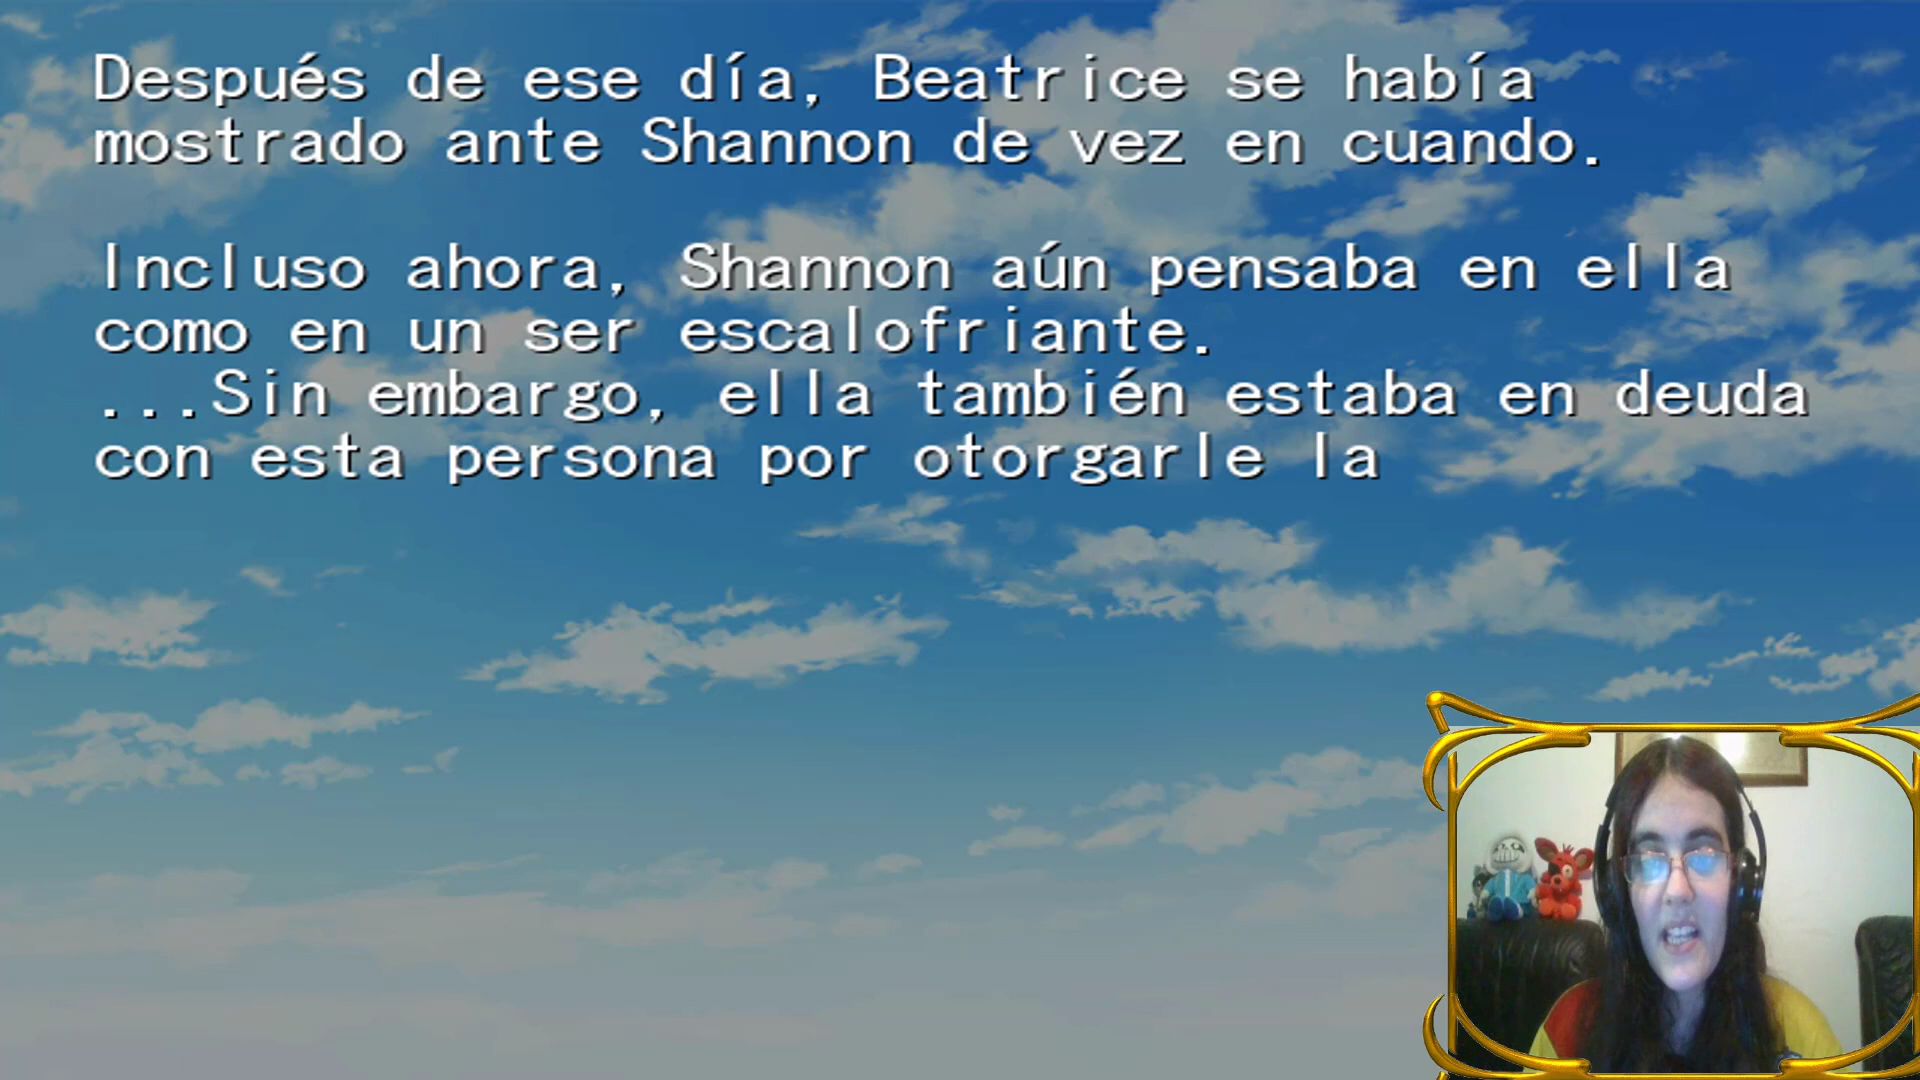 Después de ese día, Beatrice se había
mostrado ante Shannon de vez en cuando.
Incluso ahora, Shannon aún pensaba en ella
como en un ser escalofriante.
...Sin embargo, ella también estaba en deuda
con esta persona por otorgarle la